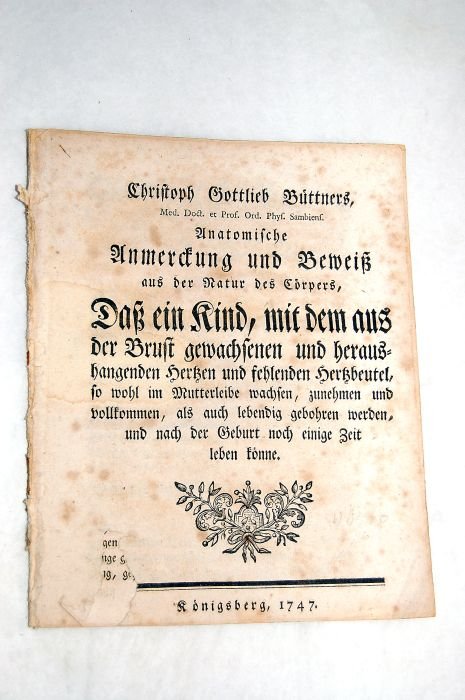 Christoph Gottlieb Büttners,
Med. Doct. et Prof. Ord. Phys. Sambiens.
Anatomische
Anmerckung und Beweiß
aus der Natur des Cörpers,
Daß ein Kind, mit dem aus
der Brust gewachsenen und heraus-
hangenden Hertzen und fehlenden Hertzbeutel,
so wohl im Mutterleibe wachsen, zunehmen und
vollkommen, als auch lebendig gebohren werden,
und nach der Geburt noch einige Zeit
leben könne.
gen
nge g
Königsberg, 1747.